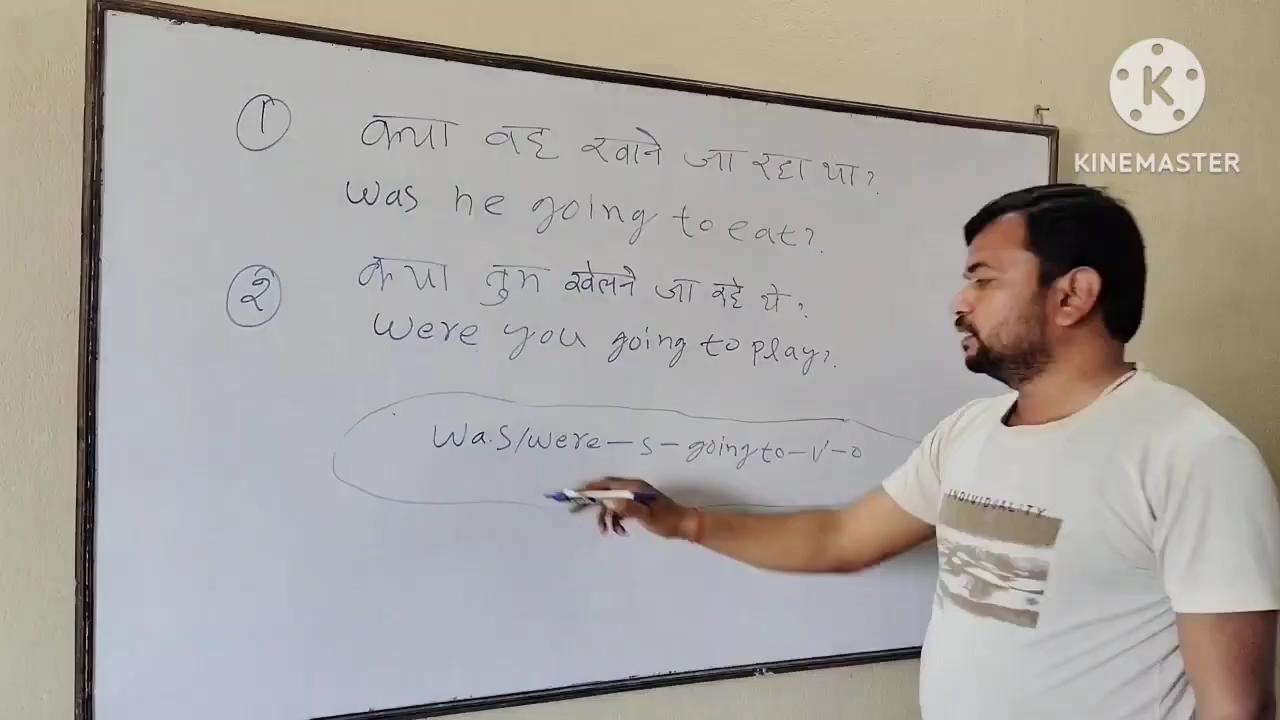 १ क्या वह खाने जा रहा था?
Was he going to eat?
२ क्या तुम खेलने जा रहे थे?
Were you going to play?
Was/were-s-going to-v-o
KINEMASTER
INDIVIDUALITY